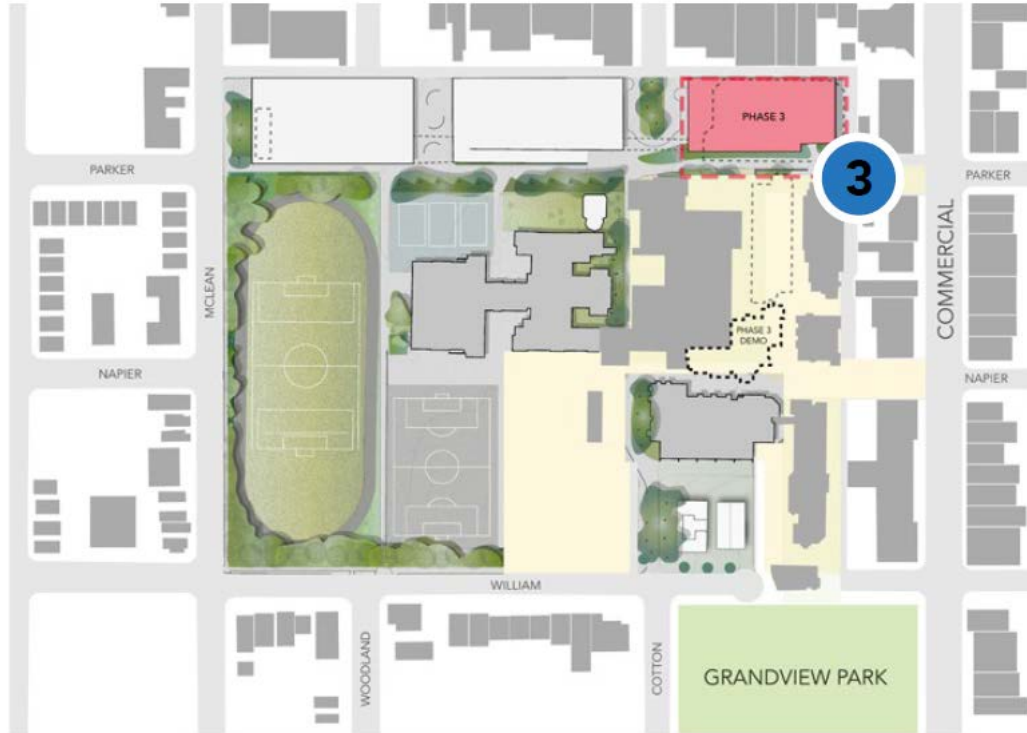 PHASE 3
3
PARKER
PARKER
MCLEAN
COMMERCIAL
PHASE 3
DEMO
NAPIER
NAPIER
WILLIAM
WOODLAND
COTTON
GRANDVIEW PARK